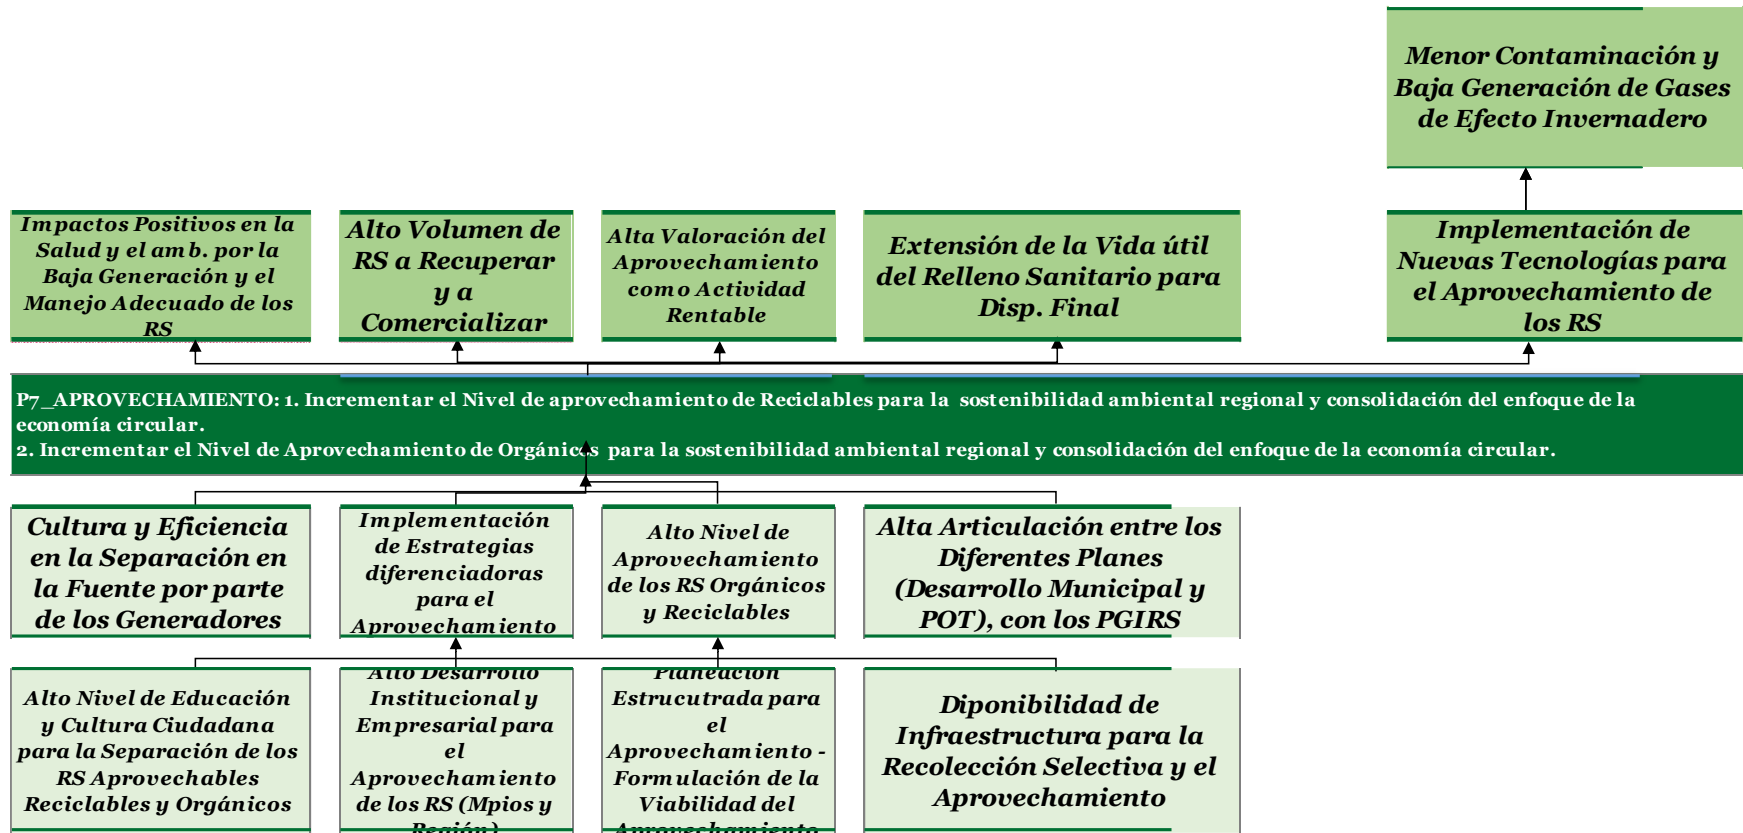 Menor Contaminación y
Baja Generación de Gases
de Efecto Invernadero
Impactos Positivos en la
Salud y el amb. por la
Baja Generación y el
Manejo Adecuado de los
RS
Alto Volumen de
RS a Recuperar
y a
Comercializar
Alta Valoración del
Aprovechamiento
como Actividad
Rentable
Extensión de la Vida útil
del Relleno Sanitario para
Disp. Final
Implementación de
Nuevas Tecnologías para
el Aprovechamiento de
los RS
P7_APROVECHAMIENTO: 1. Incrementar el Nivel de aprovechamiento de Reciclables para la sostenibilidad ambiental regional y consolidación del enfoque de la
economía circular.
2. Incrementar el Nivel de Aprovechamiento de Orgánicos para la sostenibilidad ambiental regional y consolidación del enfoque de la economía circular.
Cultura y Eficiencia
en la Separación en
la Fuente por parte
de los Generadores
Implementación
de Estrategias
diferenciadoras
para el
Aprovechamiento
Alto Nivel de
Aprovechamiento
de los RS Orgánicos
y Reciclables
Alta Articulación entre los
Diferentes Planes
(Desarrollo Municipal y
POT), con los PGIRS
Alto Nivel de Educación
y Cultura Ciudadana
para la Separación de los
RS Aprovechables
Reciclables y Orgánicos
Alto Desarrollo
Institucional y
Empresarial para
el
Aprovechamiento
de los RS (Mpios y
Región)
Planeación
Estrucutrada para
el
Aprovechamiento -
Formulación de la
Viabilidad del
Aprovechamiento
Diponibilidad de
Infraestructura para la
Recolección Selectiva y el
Aprovechamiento